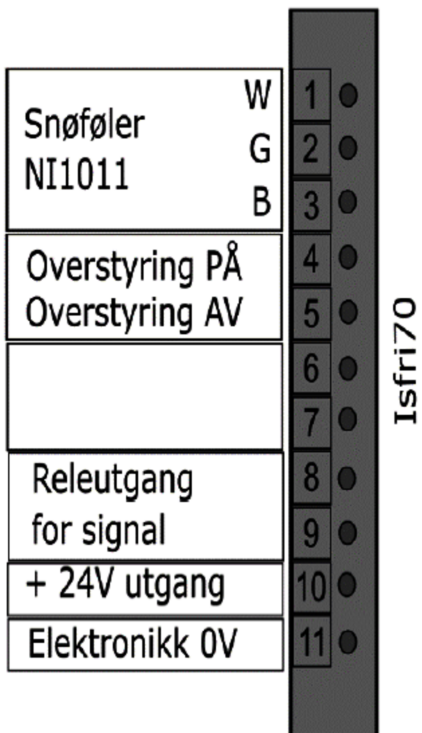 Snøføler
NI1011
W
G
B
Overstyring PÅ
Overstyring AV
Releutgang
for signal
+ 24V utgang
Elektronikk 0V
1
2
3
4
5
6
7
8
9
10
11
Isfri70